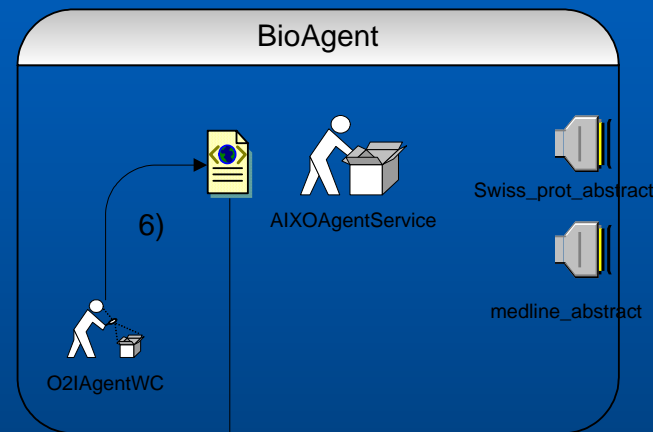 BioAgent
Swiss_prot_abstract
AIXOAgentService
6)
medline_abstract
O2IAgentWC